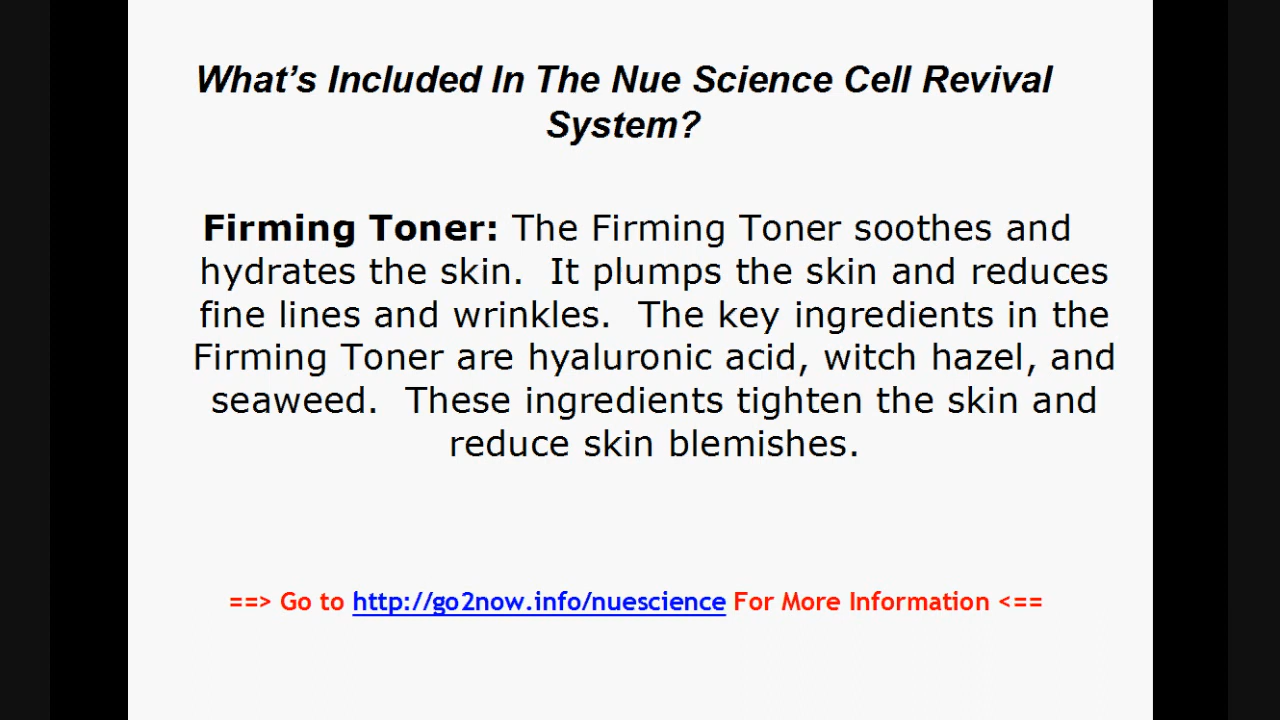 What’s Included In The Nue Science Cell Revival
System?
Firming Toner: The Firming Toner soothes and
hydrates the skin.  It plumps the skin and reduces
fine lines and wrinkles.  The key ingredients in the
Firming Toner are hyaluronic acid, witch hazel, and
seaweed.  These ingredients tighten the skin and
reduce skin blemishes.
==> Go to http://go2now.info/nuescience For More Information <==